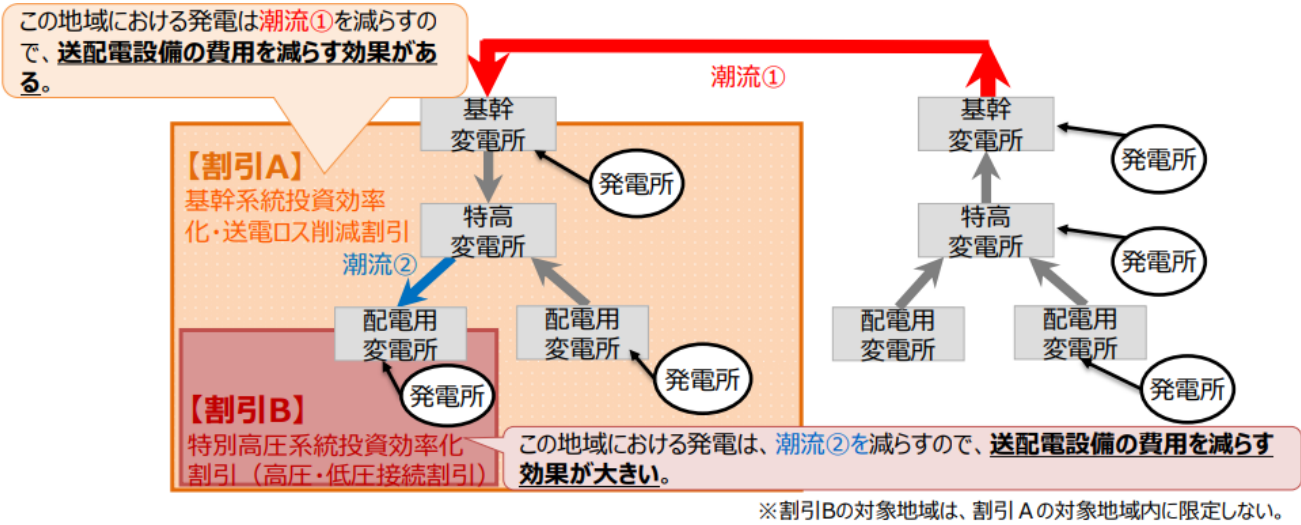 この地域における発電は潮流①を減らすの
で、送配電設備の費用を減らす効果があ
る。
潮流①
基幹
変電所
発電所
【割引A】
基幹系統投資効率
化・送電ロス削減割引
特高
変電所
潮流②
配電用
変電所
発電所
配電用
変電所
発電所
【割引B】
特別高圧系統投資効率化
割引（高圧・低圧接続割引）
基幹
変電所
発電所
特高
変電所
発電所
配電用
変電所
配電用
変電所
発電所
この地域における発電は、潮流②を減らすので、送配電設備の費用を減らす
効果が大きい。
※割引Bの対象地域は、割引Aの対象地域内に限定しない。